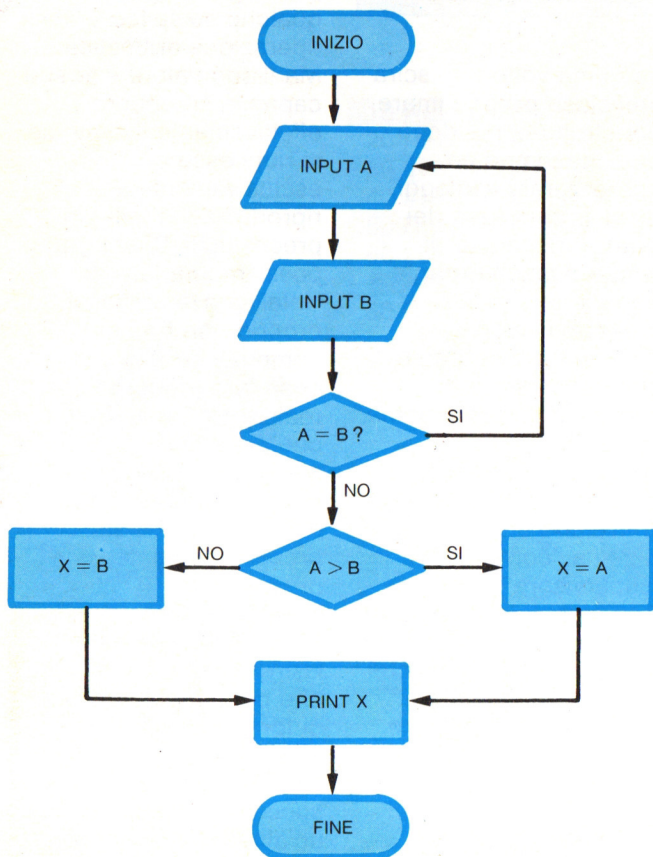 INIZIO
INPUT A
INPUT B
A = B ?
SI
NO
X = B
NO
A > B
SI
X = A
PRINT X
FINE